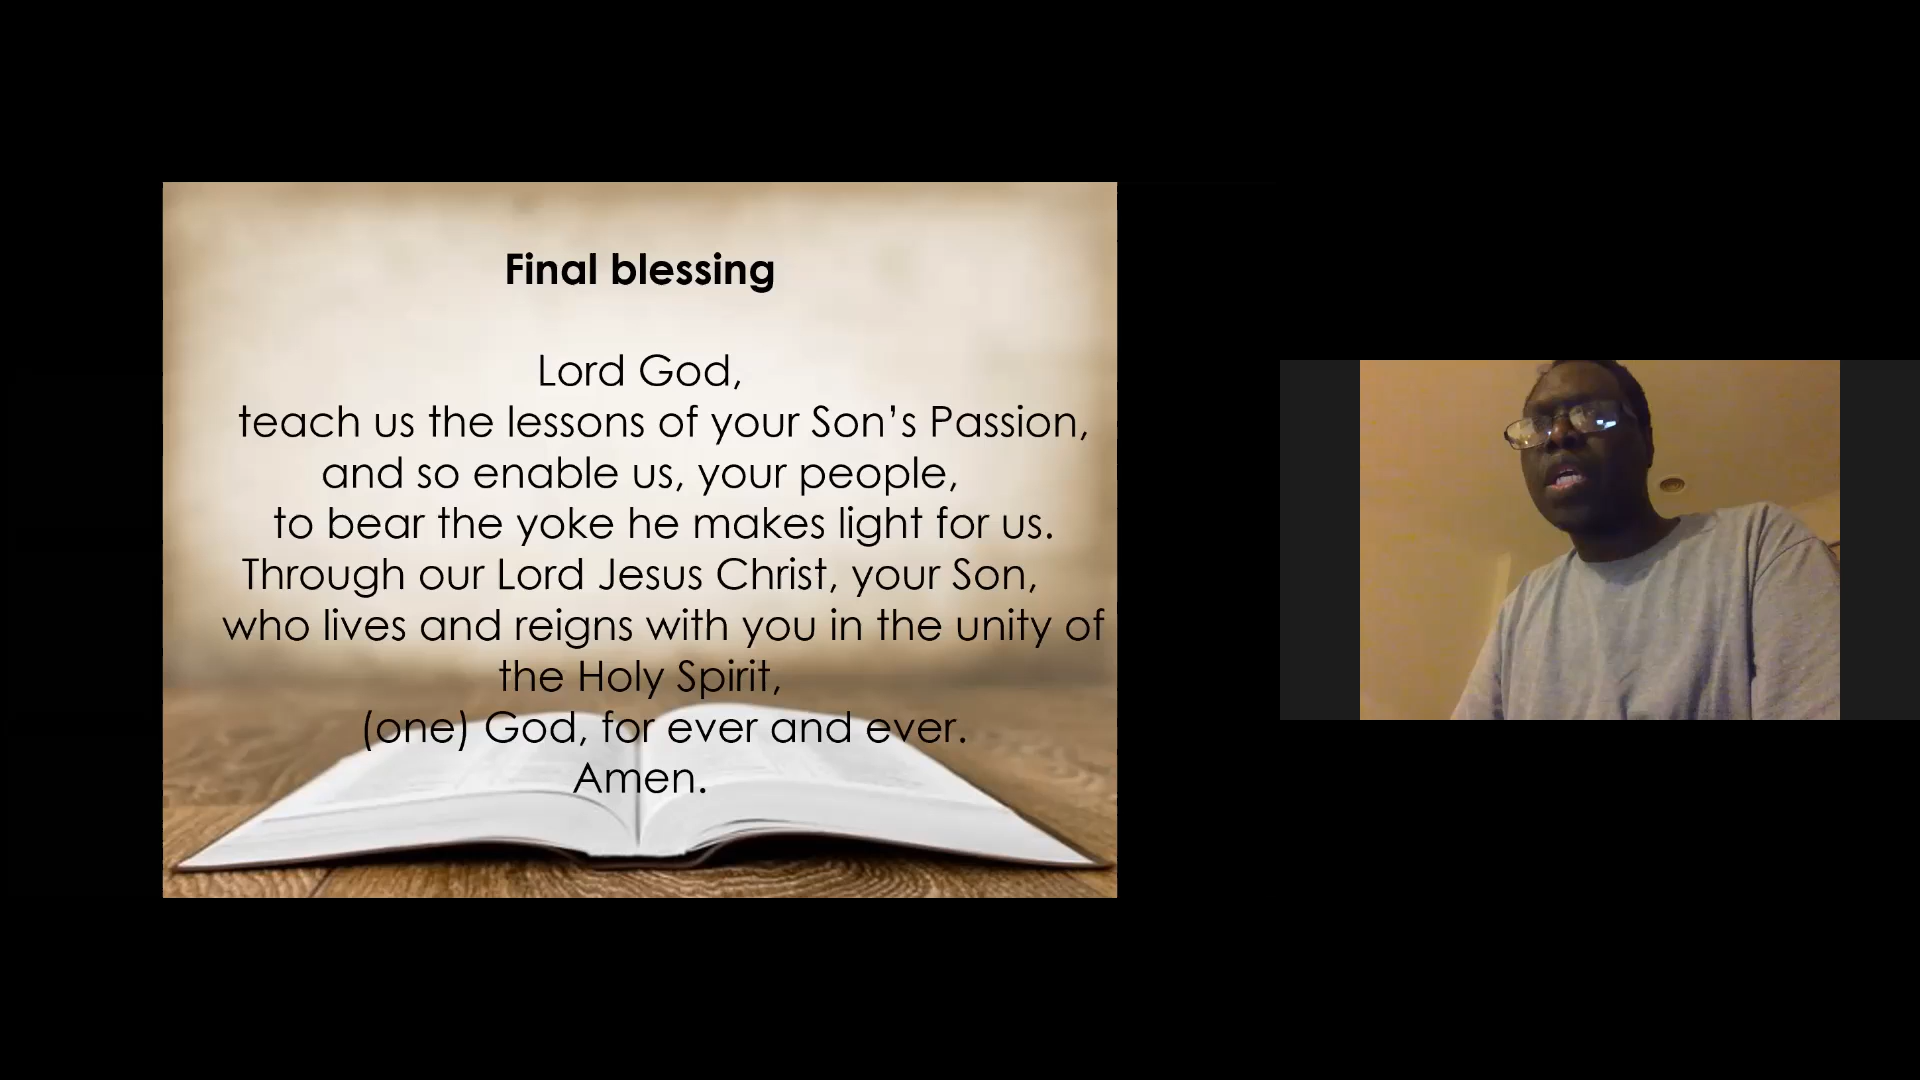 Final blessing
Lord God,
teach us the lessons of your Son’s Passion,
and so enable us, your people,
to bear the yoke he makes light for us.
Through our Lord Jesus Christ, your Son,
who lives and reigns with you in the unity of
the Holy Spirit,
(one) God, for ever and ever.
Amen.